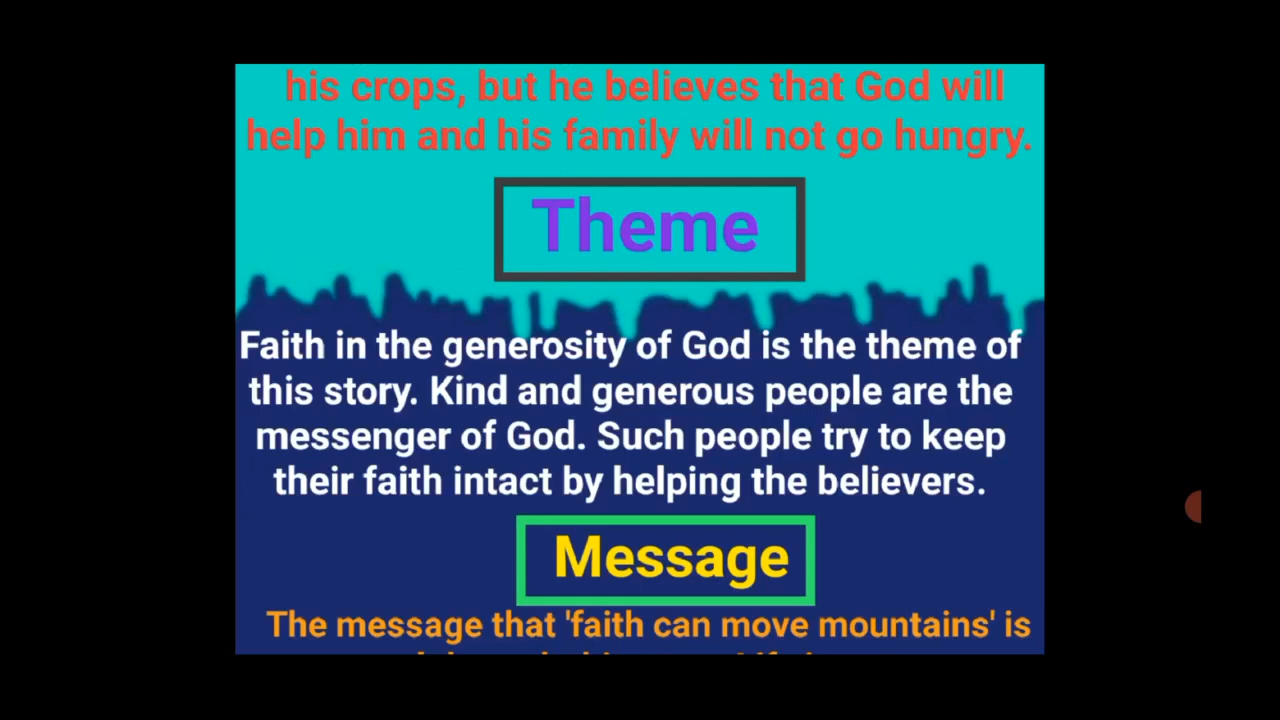 his crops, but he believes that God will
help him and his family will not go hungry.
Theme
Faith in the generosity of God is the theme of
this story. Kind and generous people are the
messenger of God. Such people try to keep
their faith intact by helping the believers.
Message
The message that 'faith can move mountains' is